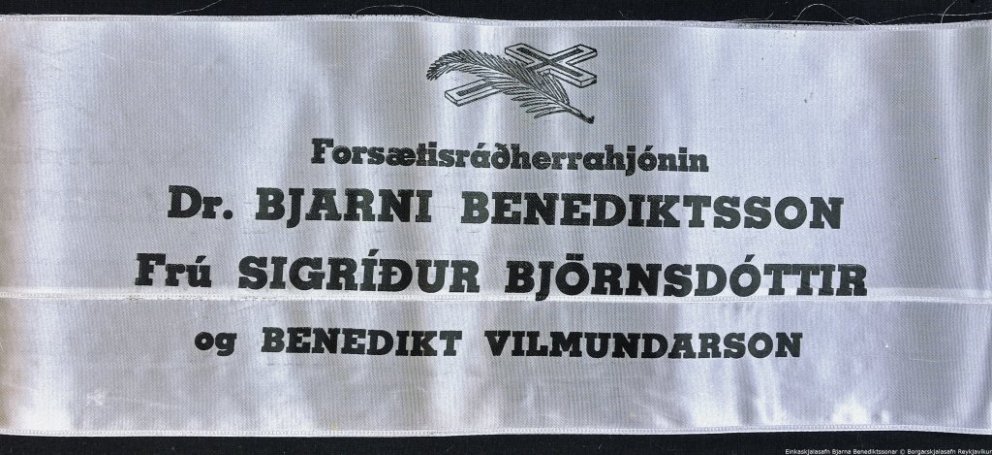 Forsætisráðherrahjónin
Dr. BJARNI BENEDIKTSSON
Frú SIGRÍÐUR BJÖRNSDÓTTIR
og BENEDIKT VILMUNDARSON
Einkaskjalasafn Bjarna Benediktssonar © Borgarskjalasafn Reykjavíkur